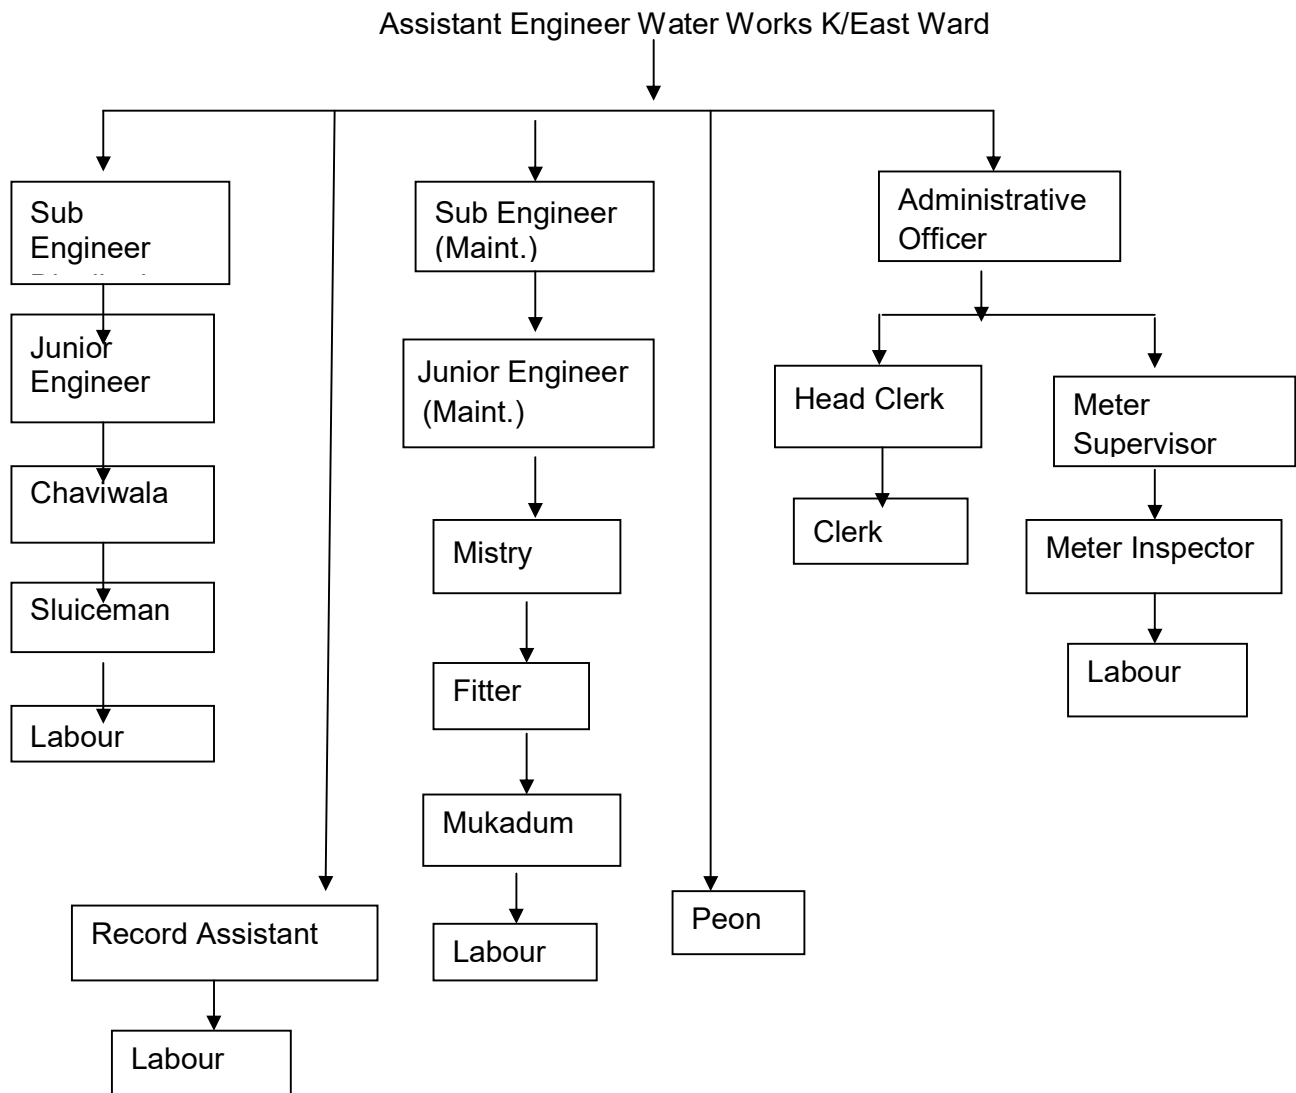 Assistant Engineer Water Works K/East Ward
Sub
Engineer
Junior
Engineer
Chaviwala
Sluiceman
Labour
Record Assistant
Labour
Sub Engineer
(Maint.)
Junior Engineer
(Maint.)
Mistry
Fitter
Mukadum
Labour
Peon
Administrative
Officer
Head Clerk
Clerk
Meter
Supervisor
Meter Inspector
Labour